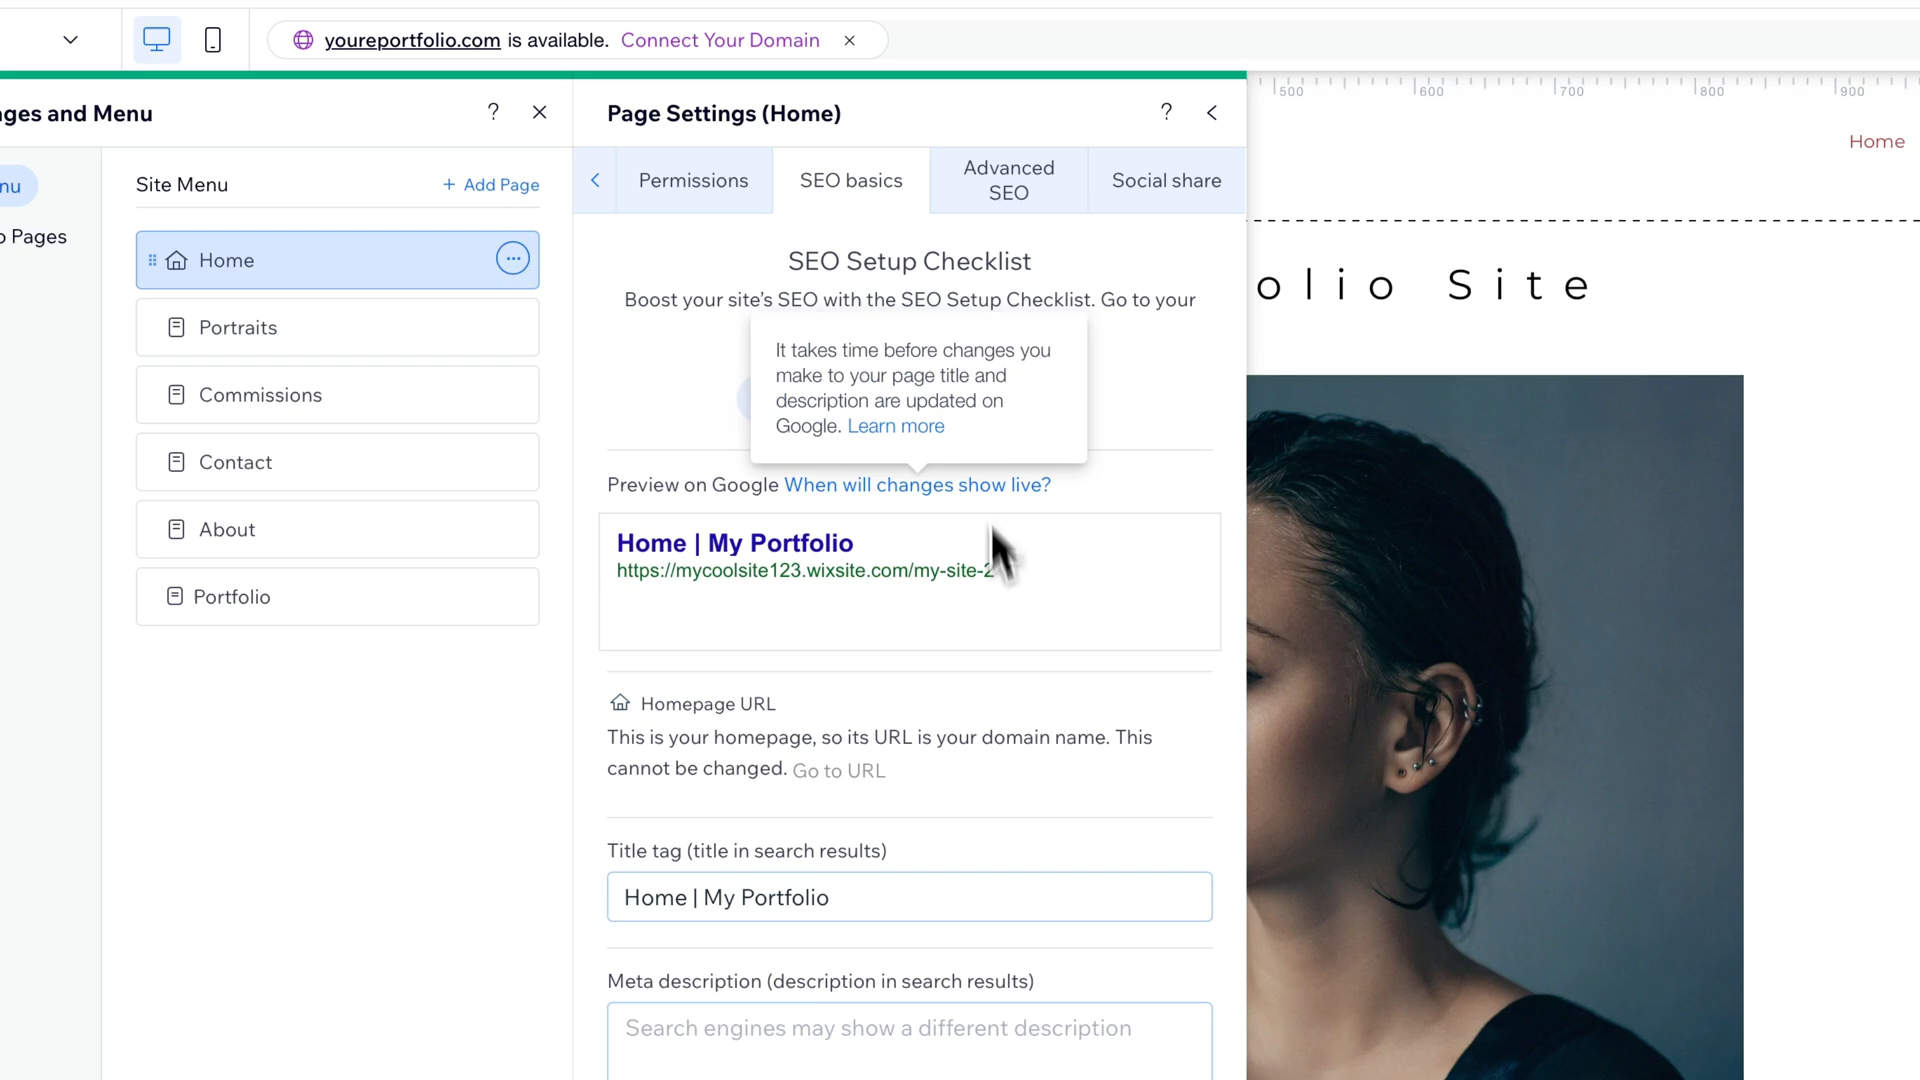 youreportfolio.com is available. Connect Your Domain
ges and Menu
Page Settings (Home)
500 600 700 800 900
Home
nu
Site Menu
+ Add Page
Pages
Home
Portraits
Commissions
Contact
About
Portfolio
Permissions
SEO basics
Advanced
SEO
Social share
SEO Setup Checklist
Boost your site's SEO with the SEO Setup Checklist. Go to your
It takes time before changes you
make to your page title and
description are updated on
Google. Learn more
Preview on Google When will changes show live?
Home | My Portfolio
https://mycoolsite123.wixsite.com/my-site-2
Homepage URL
This is your homepage, so its URL is your domain name. This
cannot be changed. Go to URL
Title tag (title in search results)
Home | My Portfolio
Meta description (description in search results)
Search engines may show a different description
olio Site